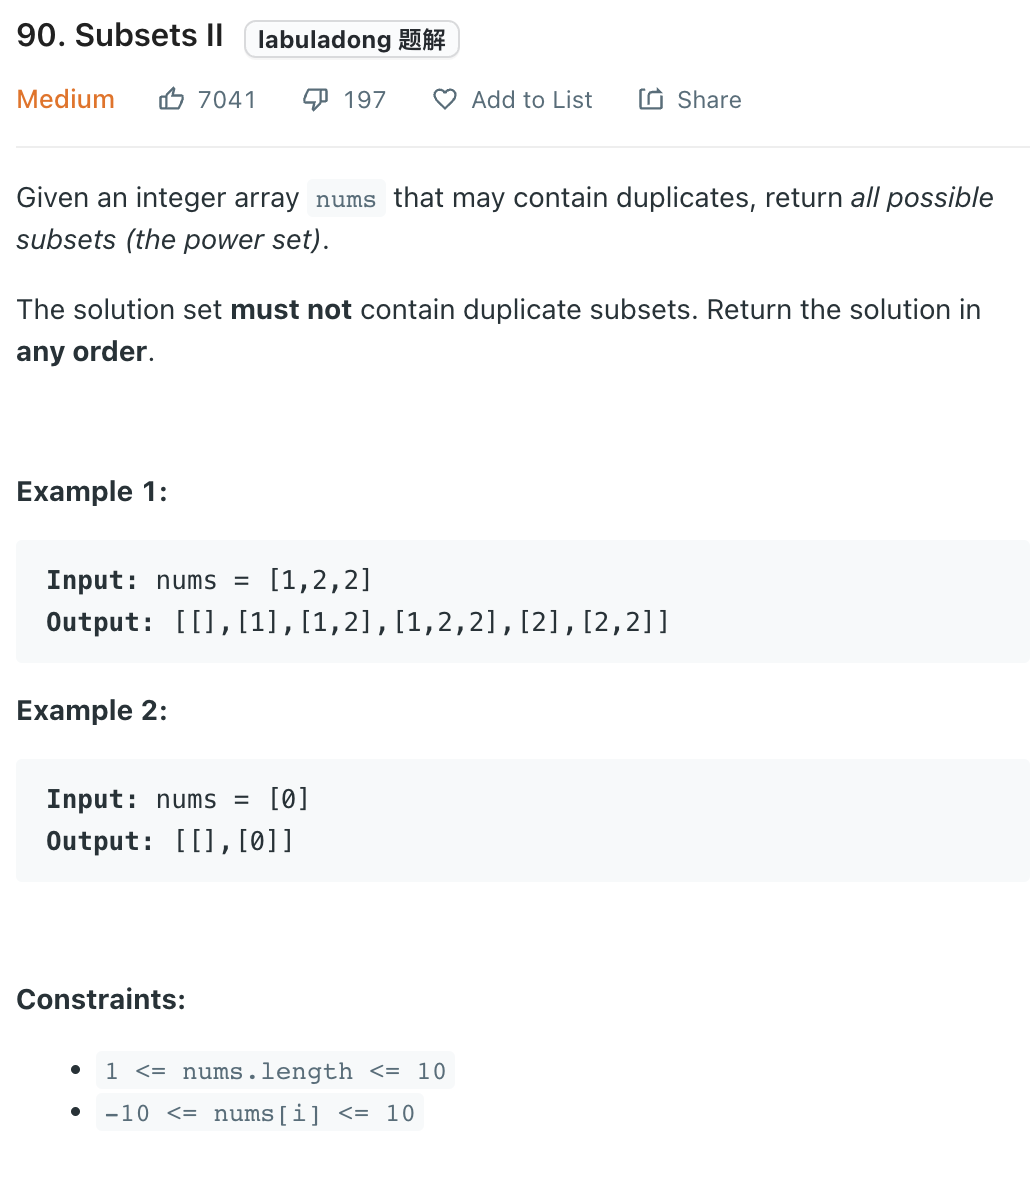 90. Subsets II labuladong 题解
Medium 7041 197 Add to List Share
Given an integer array nums that may contain duplicates, return all possible
subsets (the power set).
The solution set must not contain duplicate subsets. Return the solution in
any order.
Example 1:
Input: nums = [1,2,2]
Output: [[],[1],[1,2],[1,2,2],[2],[2,2]]
Example 2:
Input: nums = [0]
Output: [[],[0]]
Constraints:
• 1 <= nums.length <= 10
• -10 <= nums[i] <= 10